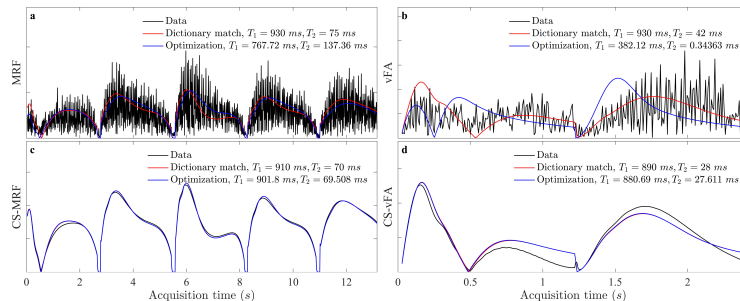 a
Data
Dictionary match, T₁ = 930 ms, T₂ = 75 ms
Optimization, T₁ = 767.72 ms, T₂ = 137.36 ms
MRF
b
Data
Dictionary match, T₁ = 930 ms, T₂ = 42 ms
Optimization, T₁ = 382.12 ms, T₂ = 0.34363 ms
vFA
c
Data
Dictionary match, T₁ = 910 ms, T₂ = 70 ms
Optimization, T₁ = 901.8 ms, T₂ = 69.508 ms
CS-MRF
0 2 4 6 8 10 12
Acquisition time (s)
d
Data
Dictionary match, T₁ = 890 ms, T₂ = 28 ms
Optimization, T₁ = 880.69 ms, T₂ = 27.611 ms
CS-vFA
0 0.5 1 1.5 2
Acquisition time (s)